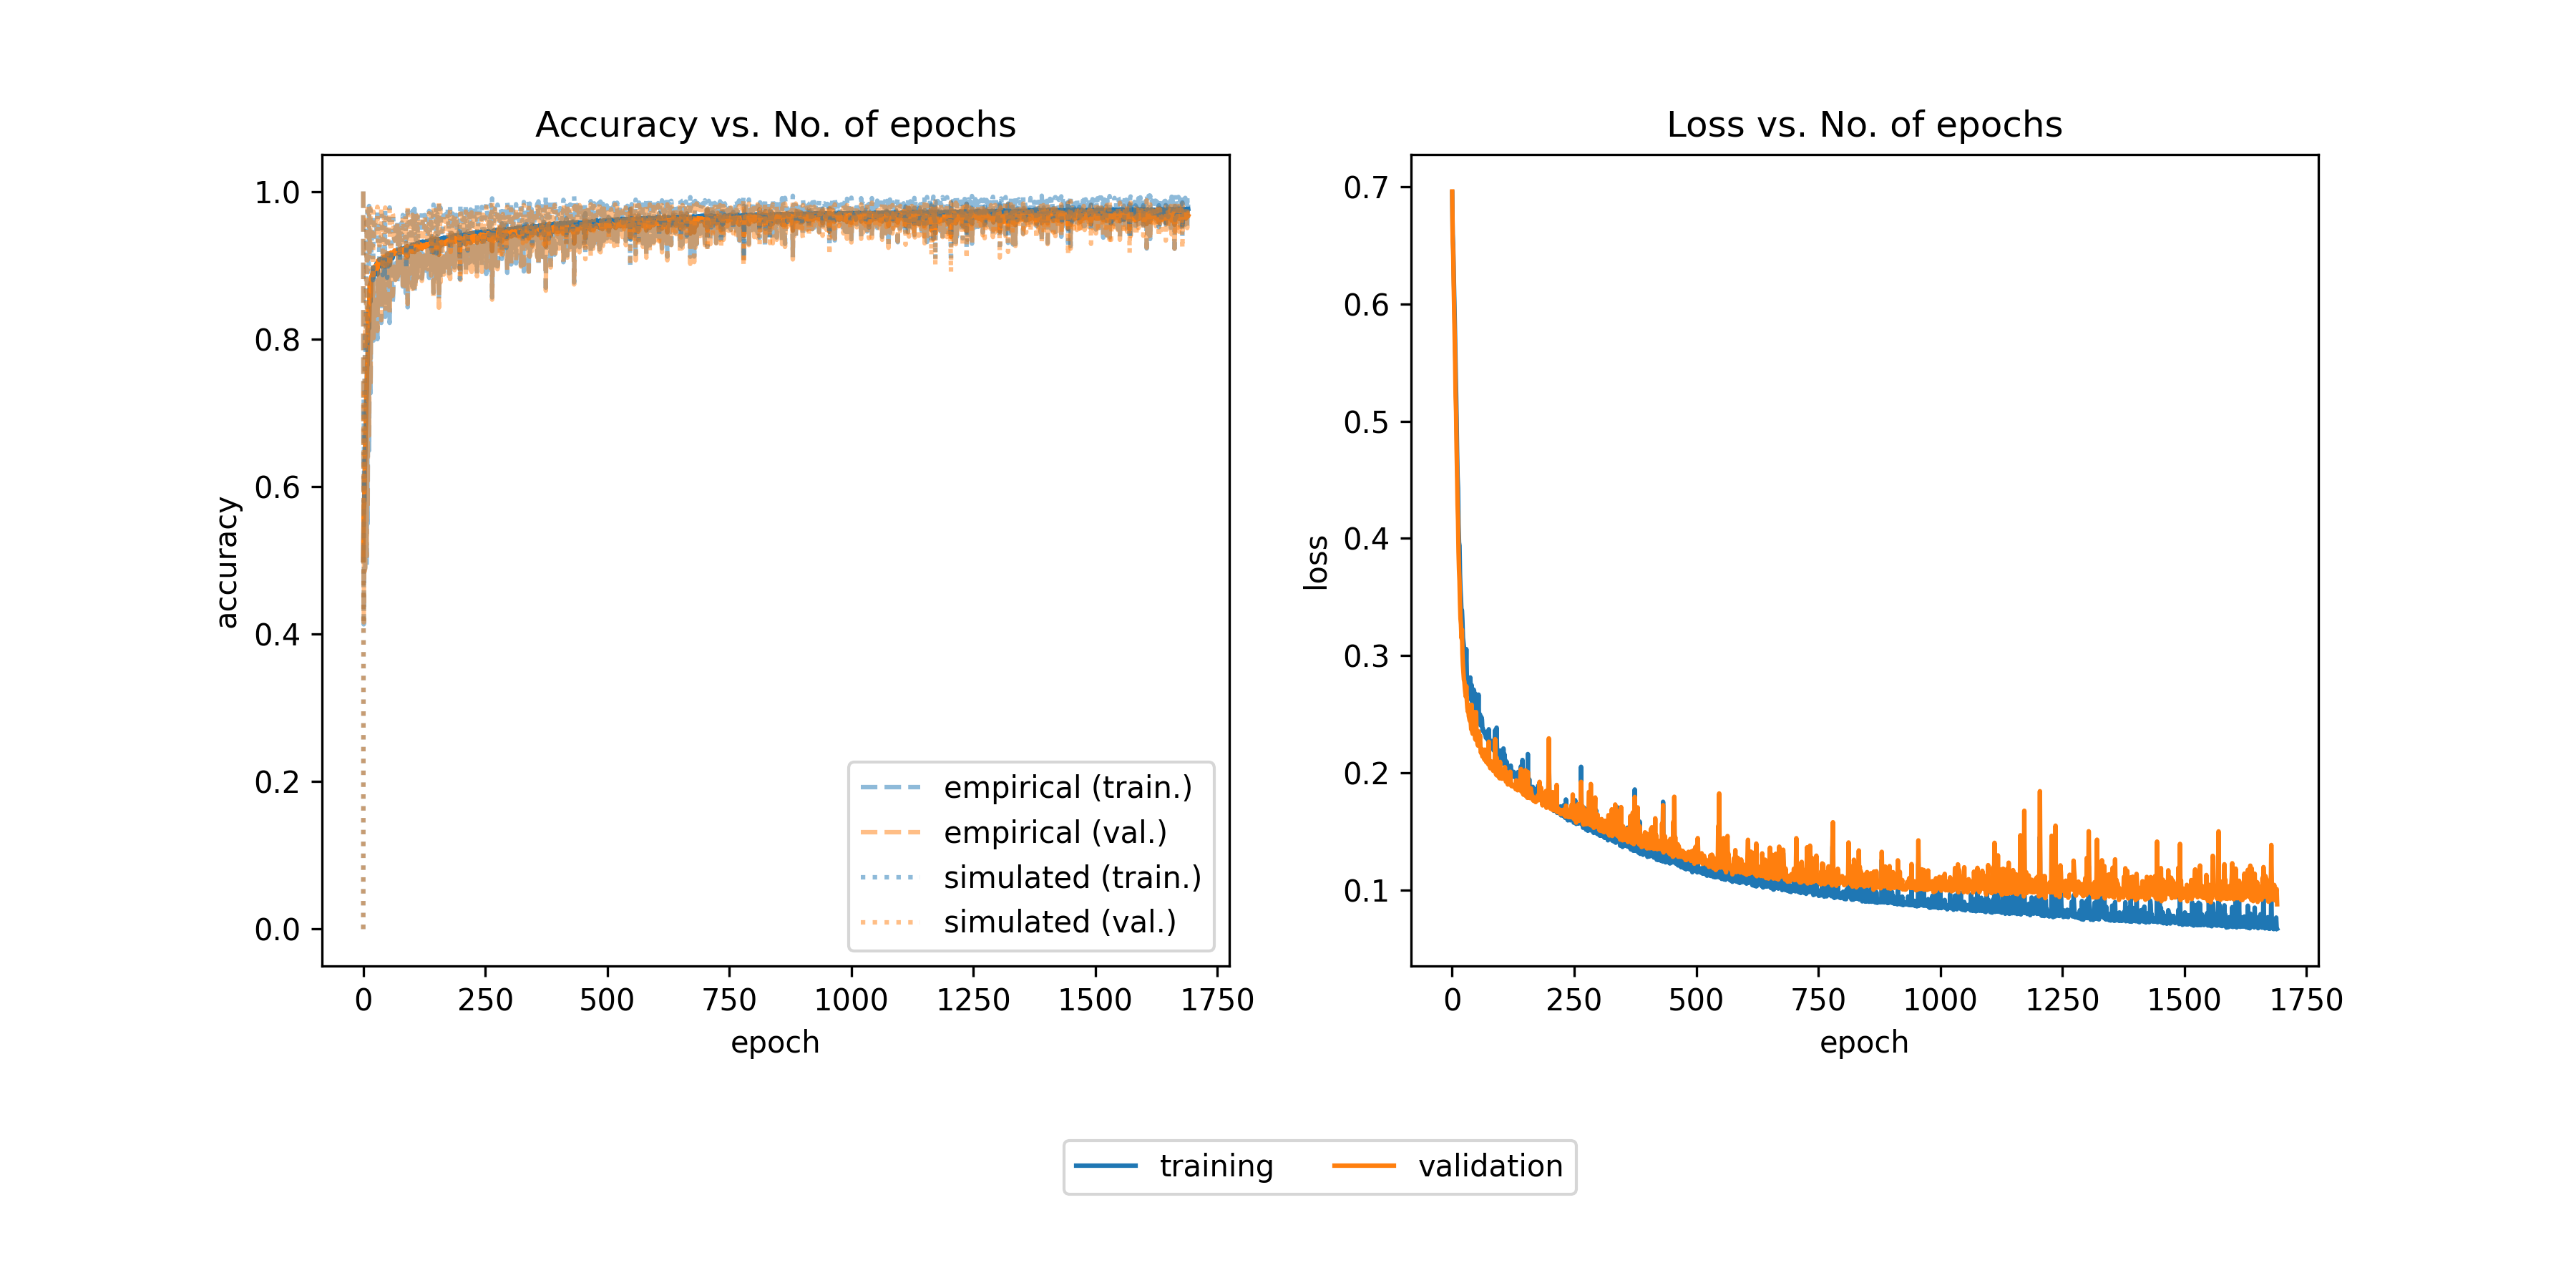 Accuracy vs. No. of epochs
1.0
0.8
0.6
0.4
0.2
0.0
accuracy
0 250 500 750 1000 1250 1500 1750
epoch
empirical (train.)
empirical (val.)
simulated (train.)
simulated (val.)
Loss vs. No. of epochs
0.7
0.6
0.5
0.4
0.3
0.2
0.1
loss
0 250 500 750 1000 1250 1500 1750
epoch
training validation